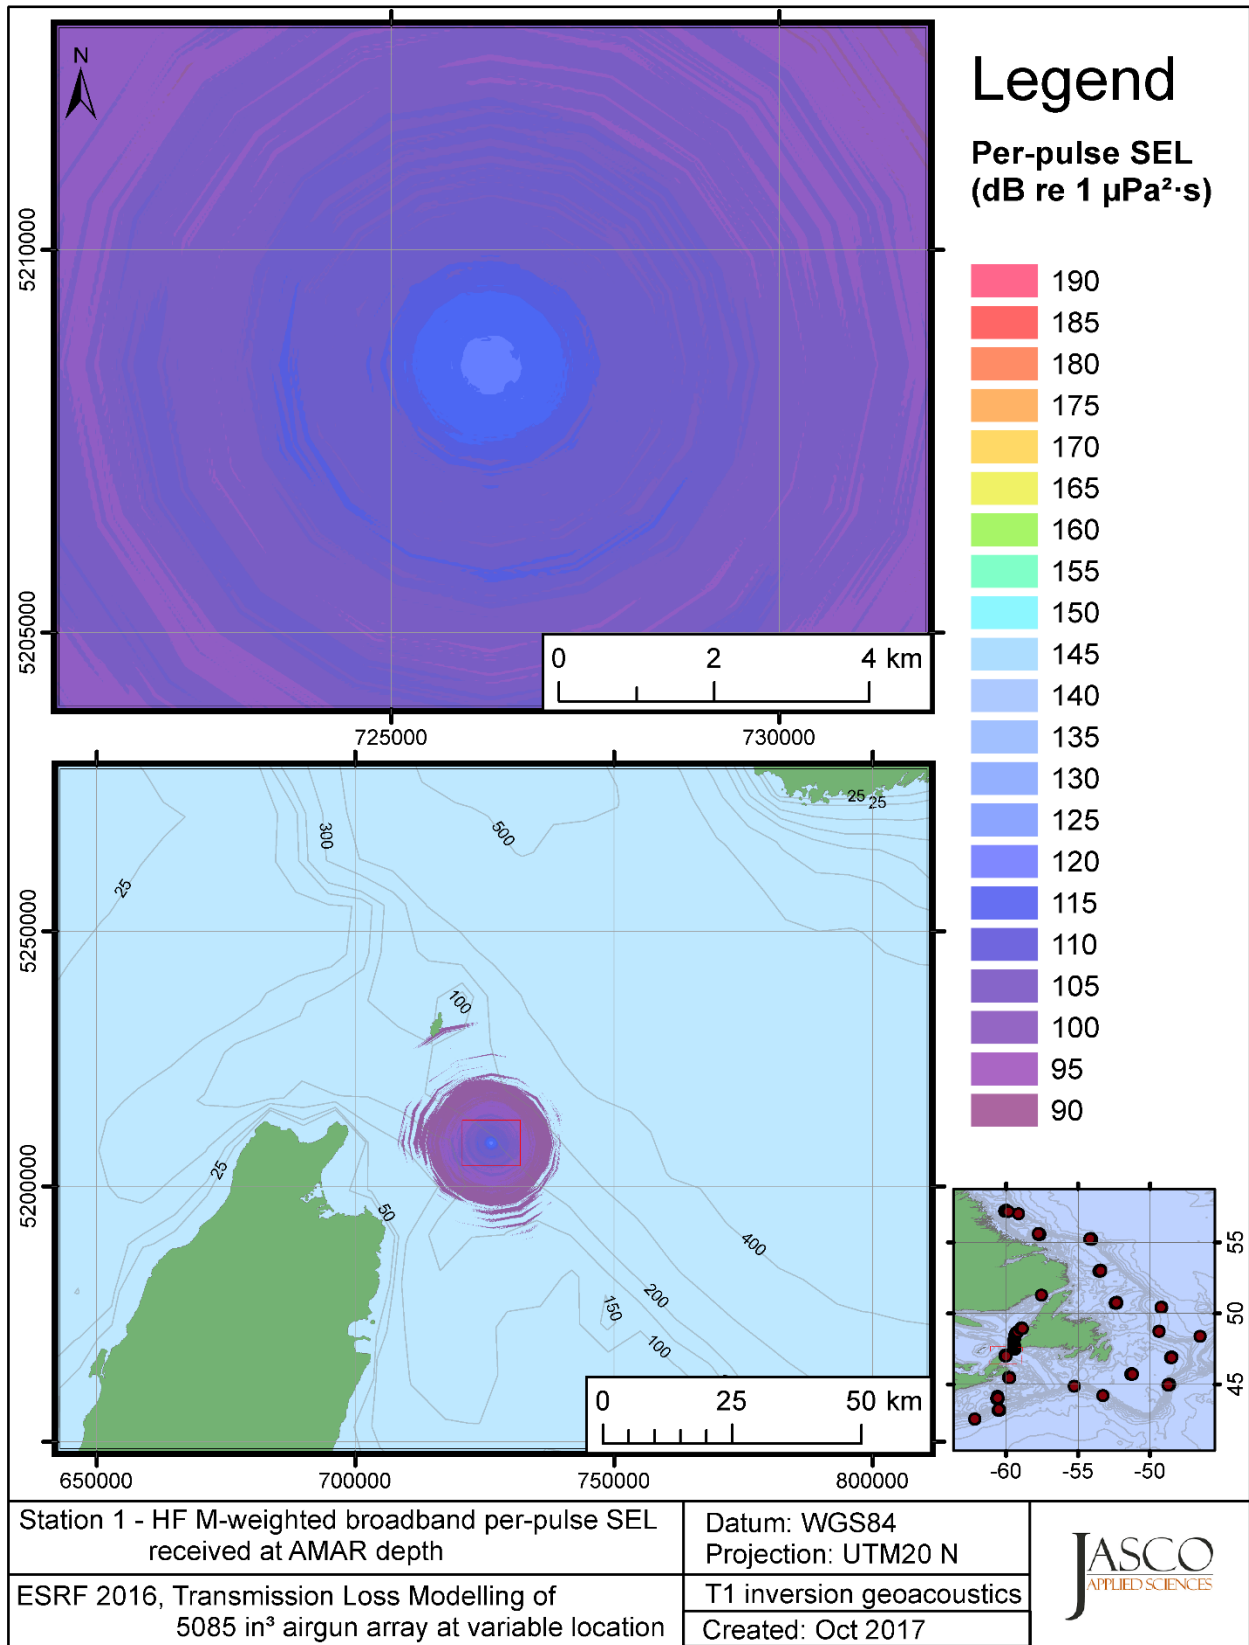 N
5210000
5205000
0 2 4 km
725000 730000
Legend
Per-pulse SEL
(dB re 1 µPa²·s)
190
185
180
175
170
165
160
155
150
145
140
135
130
125
120
115
110
105
100
95
90
5250000
5200000
25
300
500
25
25
100
25
50
400
200
150
100
0 25 50 km
650000 700000 750000 800000
55
50
45
-60 -55 -50
Station 1 - HF M-weighted broadband per-pulse SEL
received at AMAR depth
ESRF 2016, Transmission Loss Modelling of
5085 in³ airgun array at variable location
Datum: WGS84
Projection: UTM20 N
T1 inversion geoacoustics
Created: Oct 2017
JASCO
APPLIED SCIENCES